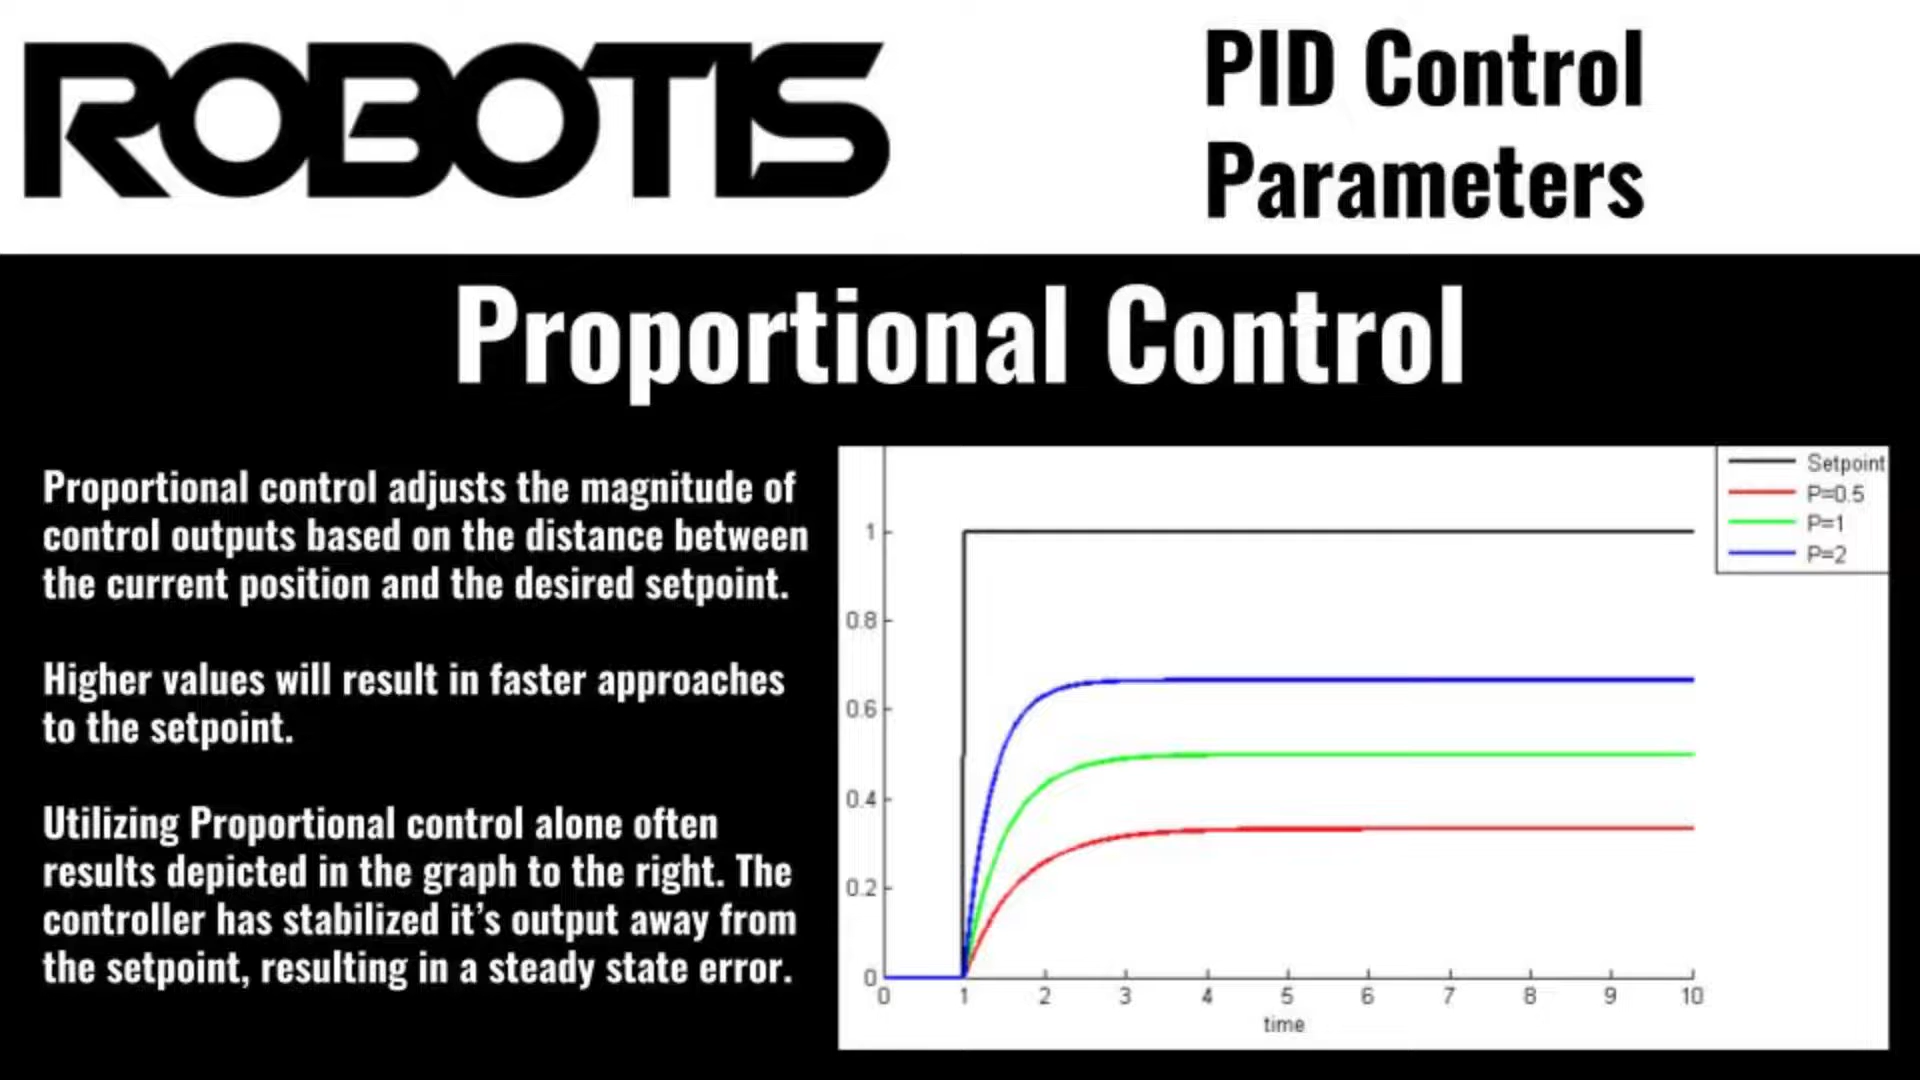 ROBOTIS
PID Control
Parameters
Proportional Control
Proportional control adjusts the magnitude of
control outputs based on the distance between
the current position and the desired setpoint.
Higher values will result in faster approaches
to the setpoint.
Utilizing Proportional control alone often
results depicted in the graph to the right. The
controller has stabilized it’s output away from
the setpoint, resulting in a steady state error.
Setpoint
P=0.5
P=1
P=2
1
0.8
0.6
0.4
0.2
0
0 1 2 3 4 5 6 7 8 9 10
time